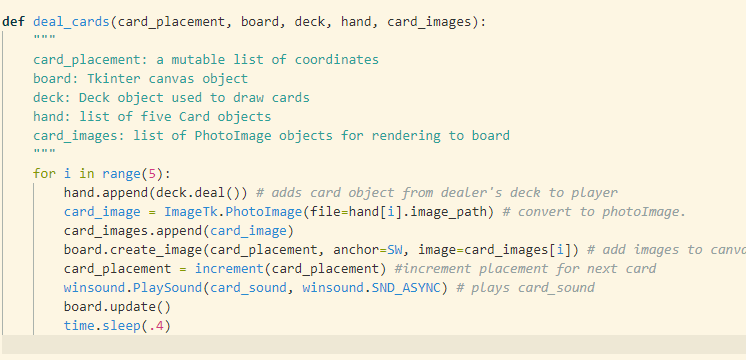 def deal_cards(card_placement, board, deck, hand, card_images):
"""
card_placement: a mutable list of coordinates
board: Tkinter canvas object
deck: Deck object used to draw cards
hand: list of five Card objects
card_images: list of PhotoImage objects for rendering to board
"""
for i in range(5):
hand.append(deck.deal()) # adds card object from dealer's deck to player
card_image = ImageTk.PhotoImage(file=hand[i].image_path) # convert to photoImage.
card_images.append(card_image)
board.create_image(card_placement, anchor=SW, image=card_images[i]) # add images to canva
card_placement = increment(card_placement) #increment placement for next card
winsound.PlaySound(card_sound, winsound.SND_ASYNC) # plays card_sound
board.update()
time.sleep(.4)